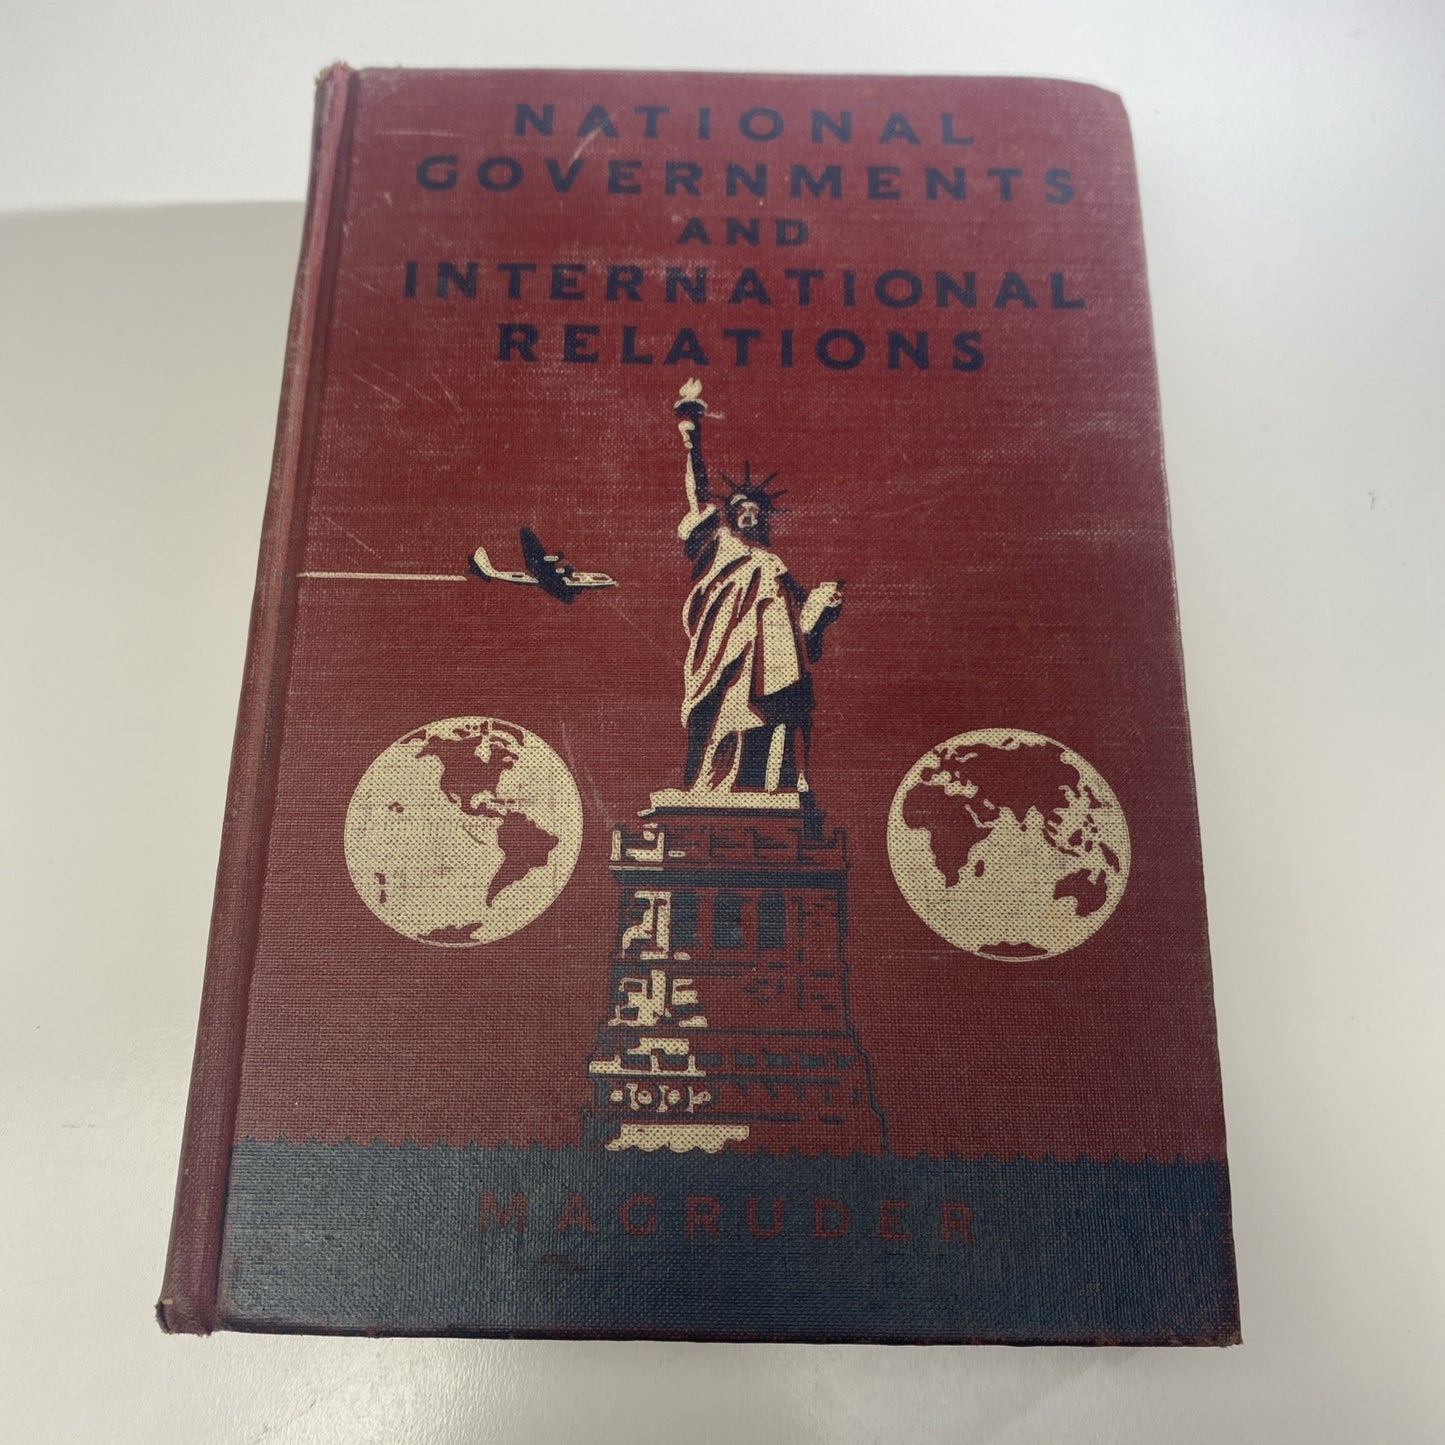 NATIONAL
GOVERNMENTS
AND
INTERNATIONAL
RELATIONS
MAGRUDER